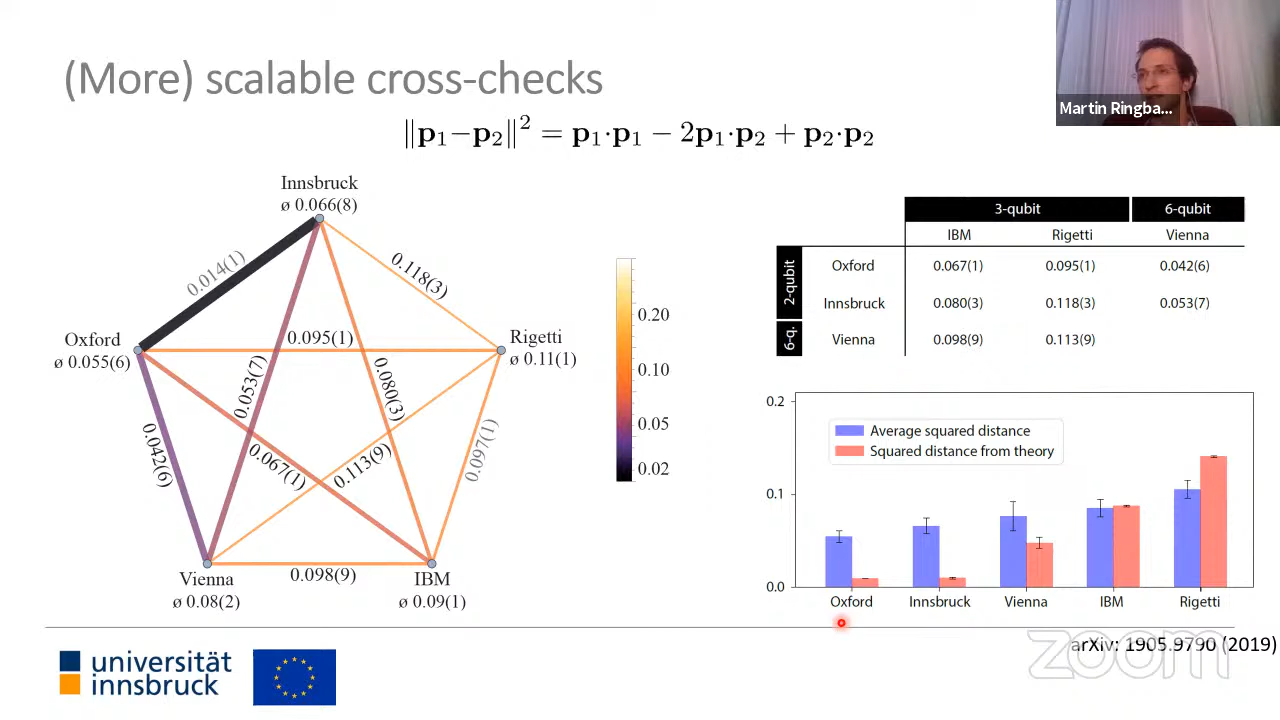 (More) scalable cross-checks
‖p₁−p₂‖² = p₁·p₁ − 2p₁·p₂ + p₂·p₂
Martin Ringba...
Innsbruck
ø 0.066(8)
0.014(1)
0.118(3)
Oxford
ø 0.055(6)
0.095(1)
Rigetti
ø 0.11(1)
0.053(7)
0.080(3)
0.042(6)
0.067(1)
0.113(9)
0.097(1)
Vienna
ø 0.08(2)
0.098(9)
IBM
ø 0.09(1)
0.20
0.10
0.05
0.02
3-qubit 6-qubit
IBM Rigetti Vienna
2-qubit
Oxford 0.067(1) 0.095(1) 0.042(6)
Innsbruck 0.080(3) 0.118(3) 0.053(7)
6-q.
Vienna 0.098(9) 0.113(9)
0.2
0.1
0.0
Average squared distance
Squared distance from theory
Oxford Innsbruck Vienna IBM Rigetti
universität
innsbruck
arXiv: 1905.9790 (2019)
zoom